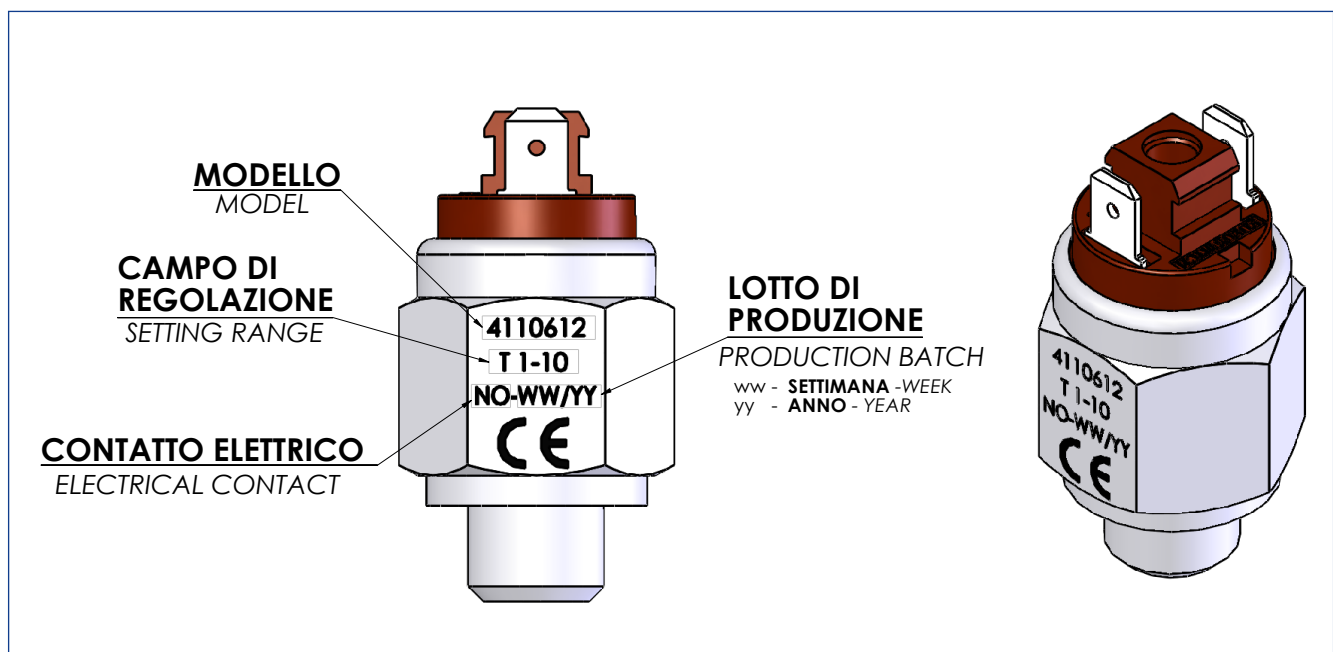 MODELLO
MODEL
CAMPO DI
REGOLAZIONE
SETTING RANGE
CONTATTO ELETTRICO
ELECTRICAL CONTACT
4110612
T 1-10
NO-WW/YY
CE
LOTTO DI
PRODUZIONE
PRODUCTION BATCH
ww - SETTIMANA -WEEK
yy - ANNO - YEAR
4110612
T 1-10
NO-WW/YY
CE